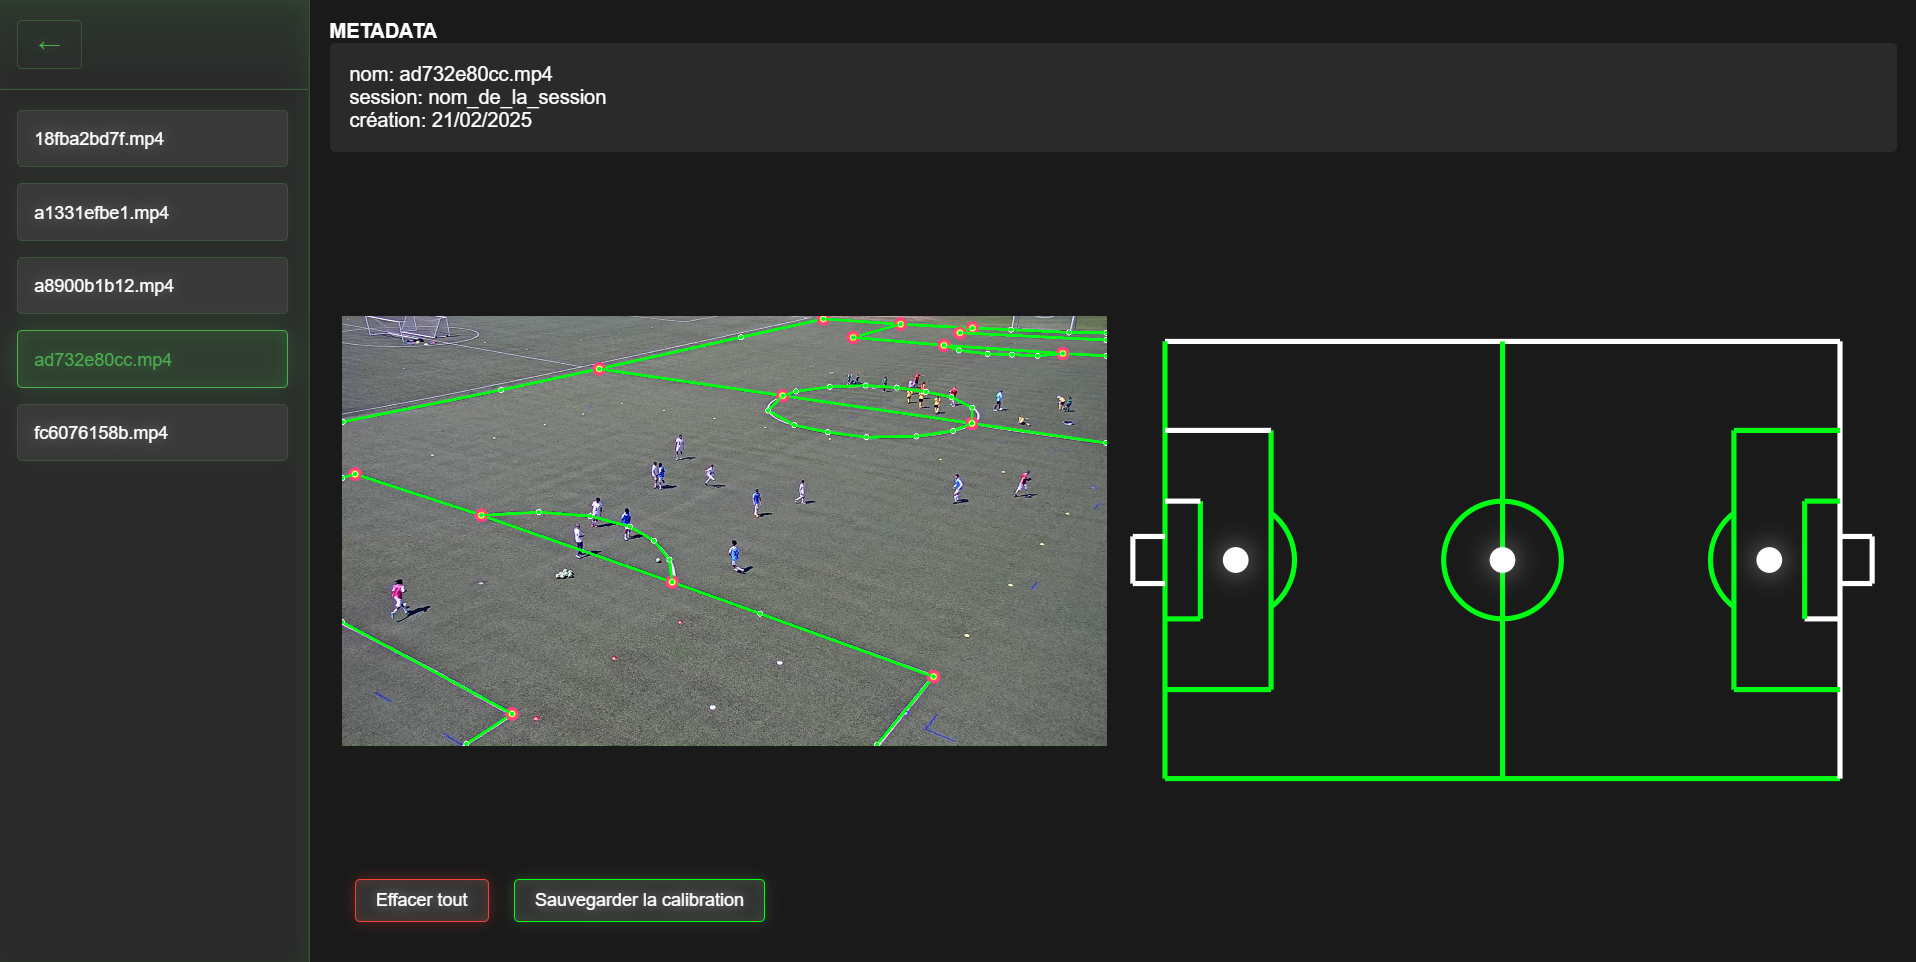 ←
METADATA
nom: ad732e80cc.mp4
session: nom_de_la_session
création: 21/02/2025
18fba2bd7f.mp4
a1331efbe1.mp4
a8900b1b12.mp4
ad732e80cc.mp4
fc6076158b.mp4
Effacer tout
Sauvegarder la calibration